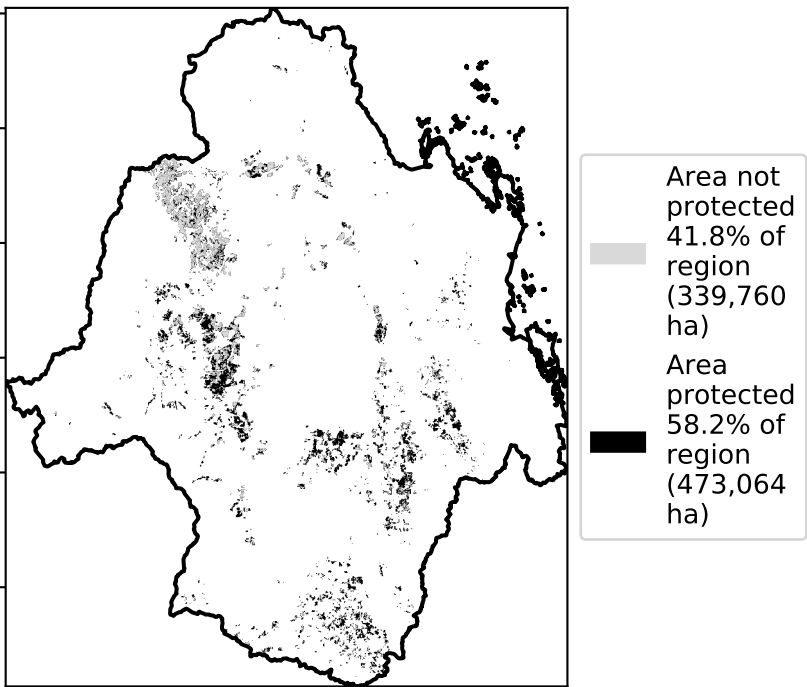 Area not
protected
41.8% of
region
(339,760
ha)
Area
protected
58.2% of
region
(473,064
ha)